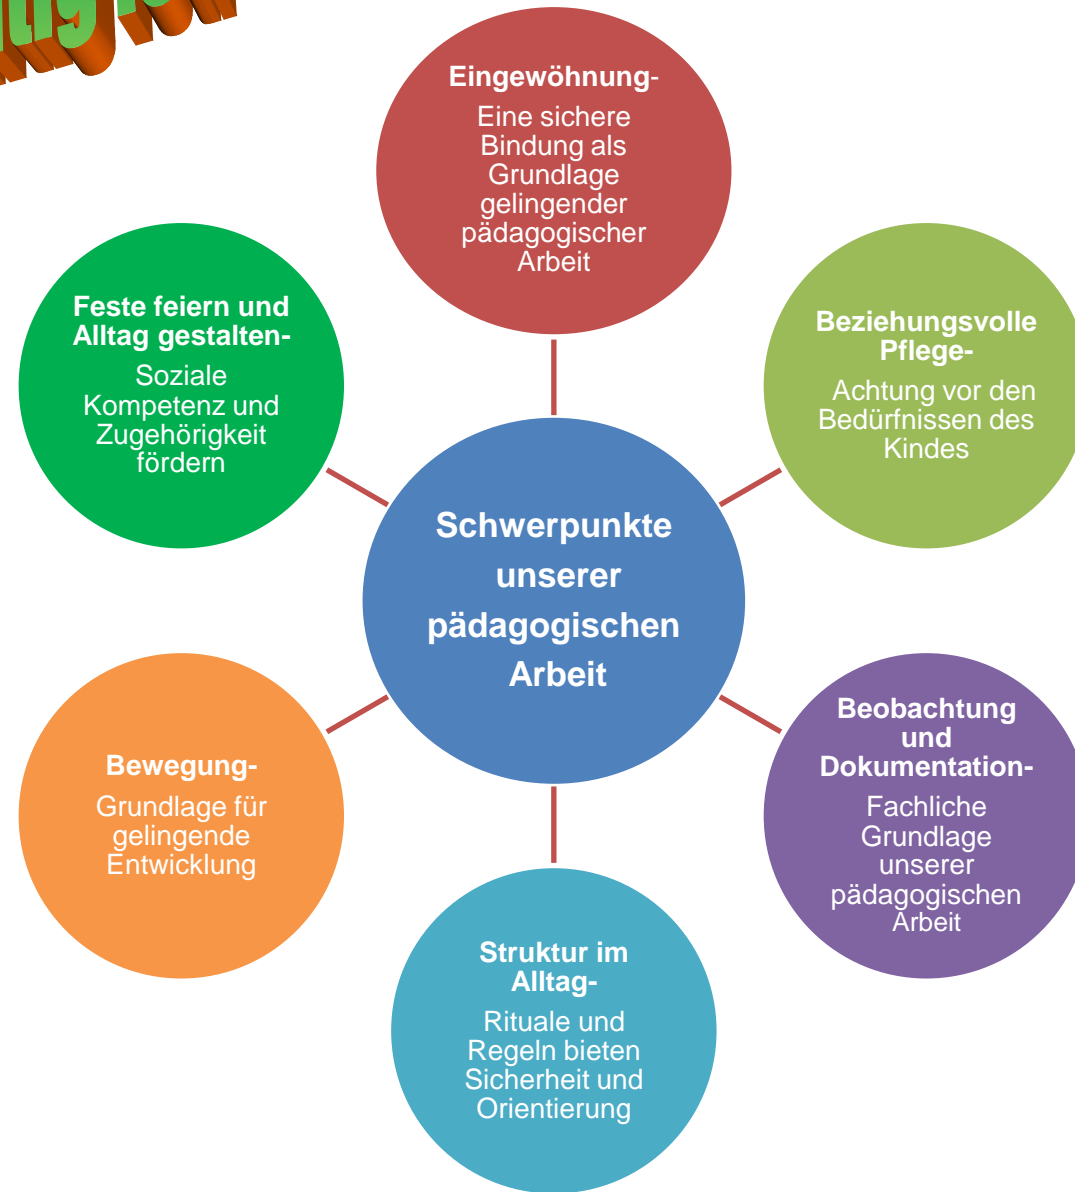 Eingewöhnung-
Eine sichere
Bindung als
Grundlage
gelingender
pädagogischer
Arbeit
Beziehungsvolle
Pflege-
Achtung vor den
Bedürfnissen des
Kindes
Beobachtung
und
Dokumentation-
Fachliche
Grundlage
unserer
pädagogischen
Arbeit
Struktur im
Alltag-
Rituale und
Regeln bieten
Sicherheit und
Orientierung
Bewegung-
Grundlage für
gelingende
Entwicklung
Feste feiern und
Alltag gestalten-
Soziale
Kompetenz und
Zugehörigkeit
fördern
Schwerpunkte
unserer
pädagogischen
Arbeit